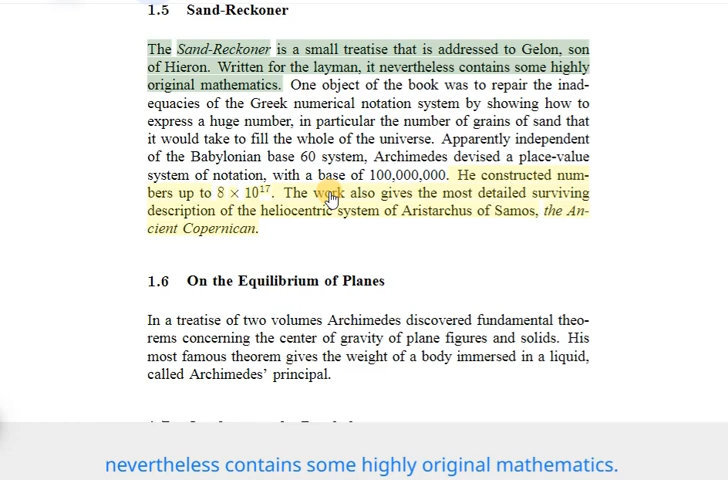 1.5 Sand-Reckoner
The Sand-Reckoner is a small treatise that is addressed to Gelon, son
of Hieron. Written for the layman, it nevertheless contains some highly
original mathematics. One object of the book was to repair the inad-
equacies of the Greek numerical notation system by showing how to
express a huge number, in particular the number of grains of sand that
it would take to fill the whole of the universe. Apparently independent
of the Babylonian base 60 system, Archimedes devised a place-value
system of notation, with a base of 100,000,000. He constructed num-
bers up to 8 × 10¹⁷. The work also gives the most detailed surviving
description of the heliocentric system of Aristarchus of Samos, the An-
cient Copernican.
1.6 On the Equilibrium of Planes
In a treatise of two volumes Archimedes discovered fundamental theo-
rems concerning the center of gravity of plane figures and solids. His
most famous theorem gives the weight of a body immersed in a liquid,
called Archimedes' principal.
nevertheless contains some highly original mathematics.